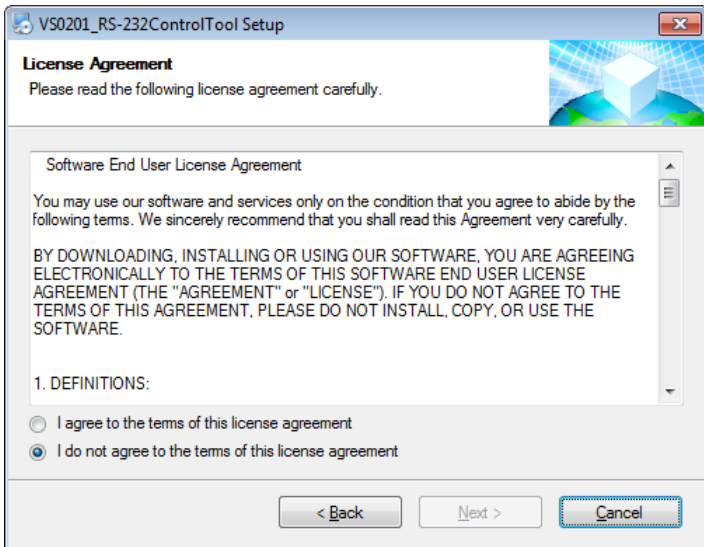 VS0201_RS-232ControlTool Setup
License Agreement
Please read the following license agreement carefully.
Software End User License Agreement
You may use our software and services only on the condition that you agree to abide by the
following terms. We sincerely recommend that you shall read this Agreement very carefully.
BY DOWNLOADING, INSTALLING OR USING OUR SOFTWARE, YOU ARE AGREEING
ELECTRONICALLY TO THE TERMS OF THIS SOFTWARE END USER LICENSE
AGREEMENT (THE "AGREEMENT" or "LICENSE"). IF YOU DO NOT AGREE TO THE
TERMS OF THIS AGREEMENT, PLEASE DO NOT INSTALL, COPY, OR USE THE
SOFTWARE.
1. DEFINITIONS:
I agree to the terms of this license agreement
I do not agree to the terms of this license agreement
< Back Next > Cancel